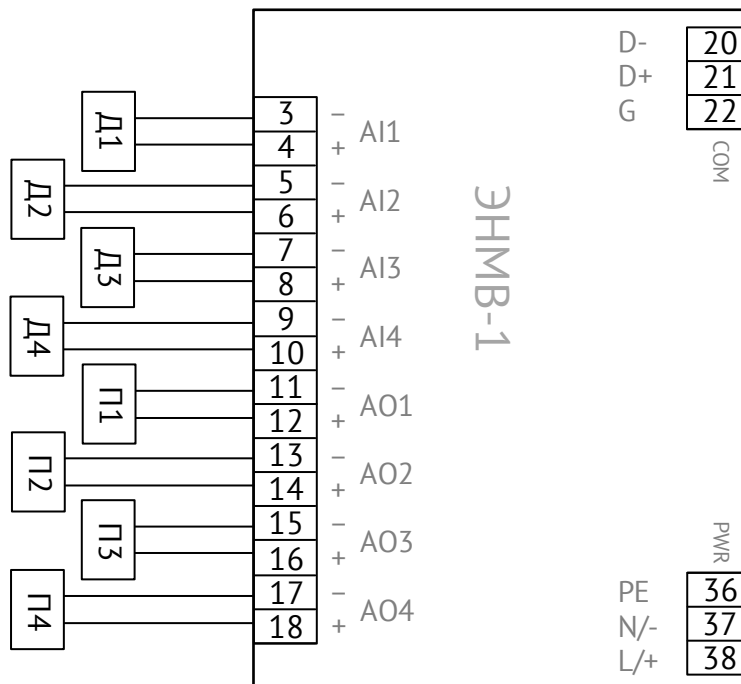 D- 20
D+ 21
G 22
COM
Д1 3 – AI1
4 +
Д2 5 – AI2
6 +
Д3 7 – AI3
8 +
Д4 9 – AI4
10 +
П1 11 – AO1
12 +
П2 13 – AO2
14 +
П3 15 – AO3
16 +
П4 17 – AO4
18 +
ЭНМВ-1
PWR
PE 36
N/- 37
L/+ 38